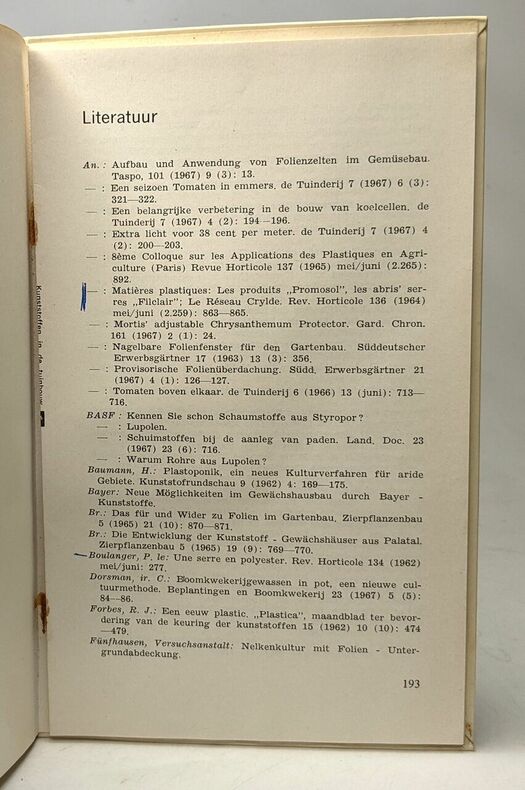 Literatuur
An.: Aufbau und Anwendung von Folienzelten im Gemüsebau.
Taspo, 101 (1967) 9 (3): 13.
— : Een seizoen Tomaten in emmers. de Tuinderij 7 (1967) 6 (3):
321—322.
— : Een belangrijke verbetering in de bouw van koelcellen. de
Tuinderij 7 (1967) 4 (2): 194—196.
— : Extra licht voor 38 cent per meter. de Tuinderij 7 (1967) 4
(2): 200—203.
— : 8ème Colloque sur les Applications des Plastiques en Agri-
culture (Paris) Revue Horticole 137 (1965) mei/juni (2.265):
892.
— : Matières plastiques: Les produits „Promosol”, les abris' ser-
res „Filclair”; Le Réseau Crylde. Rev. Horticole 136 (1964)
mei/juni (2.259): 863—865.
— : Mortis' adjustable Chrysanthemum Protector. Gard. Chron.
161 (1967) 2 (1): 24.
— : Nagelbare Folienfenster für den Gartenbau. Süddeutscher
Erwerbsgärtner 17 (1963) 13 (3): 356.
— : Provisorische Folienüberdachung. Südd. Erwerbsgärtner 21
(1967) 4 (1): 126—127.
— : Tomaten boven elkaar. de Tuinderij 6 (1966) 13 (juni): 713—
716.
BASF: Kennen Sie schon Schaumstoffe aus Styropor?
— : Lupolen.
— : Schuimstoffen bij de aanleg van paden. Land. Doc. 23
(1967) 23 (6): 716.
— : Warum Rohre aus Lupolen?
Baumann, H.: Plastoponik, ein neues Kulturverfahren für aride
Gebiete. Kunststofrundschau 9 (1962) 4: 169—175.
Bayer: Neue Möglichkeiten im Gewächshausbau durch Bayer -
Kunststoffe.
Br.: Das für und Wider zu Folien im Gartenbau. Zierpflanzenbau
5 (1965) 21 (10): 870—871.
Br.: Die Entwicklung der Kunststoff - Gewächshäuser aus Palatal.
Zierpflanzenbau 5 (1965) 19 (9): 769—770.
Boulanger, P. le: Une serre en polyester. Rev. Horticole 134 (1962)
mei/juni: 277.
Dorsman, ir. C.: Boomkwekerijgewassen in pot, een nieuwe cul-
tuurmethode. Beplantingen en Boomkwekerij 23 (1967) 5 (5):
84—86.
Forbes, R. J.: Een eeuw plastic. „Plastica”, maandblad ter bevor-
dering van de keuring der kunststoffen 15 (1962) 10 (10): 474
—479.
Fünfhausen, Versuchsanstalt: Nelkenkultur mit Folien - Unter-
grundabdeckung.
193
Kunststoffen in de tuinbouw